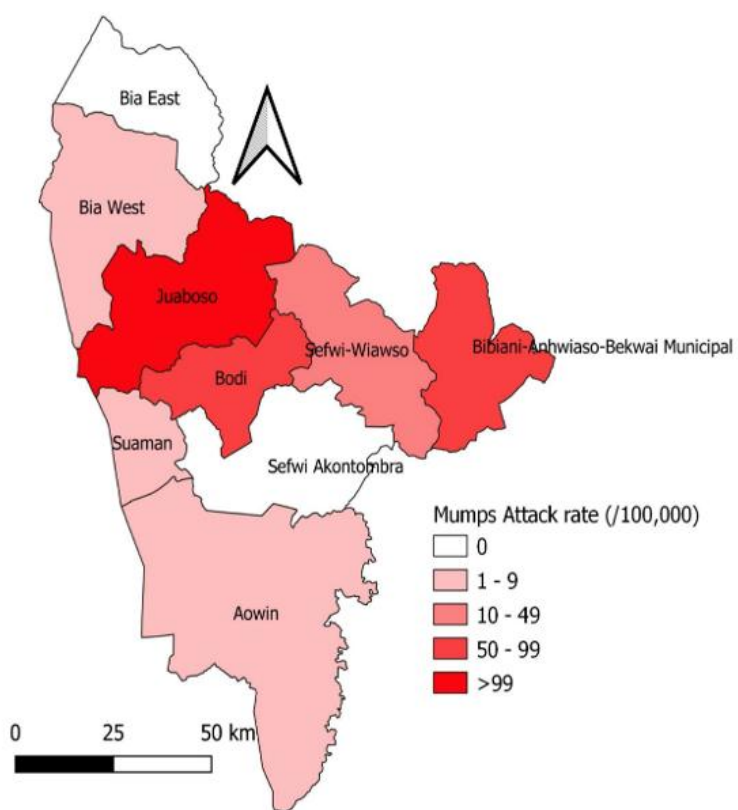 Bia East
Bia West
Juaboso
Sefwi-Wiawso
Bibiani-Anhwiaso-Bekwai Municipal
Bodi
Suaman
Sefwi Akontombra
Aowin
Mumps Attack rate (/100,000)
0
1 - 9
10 - 49
50 - 99
>99
0 25 50 km